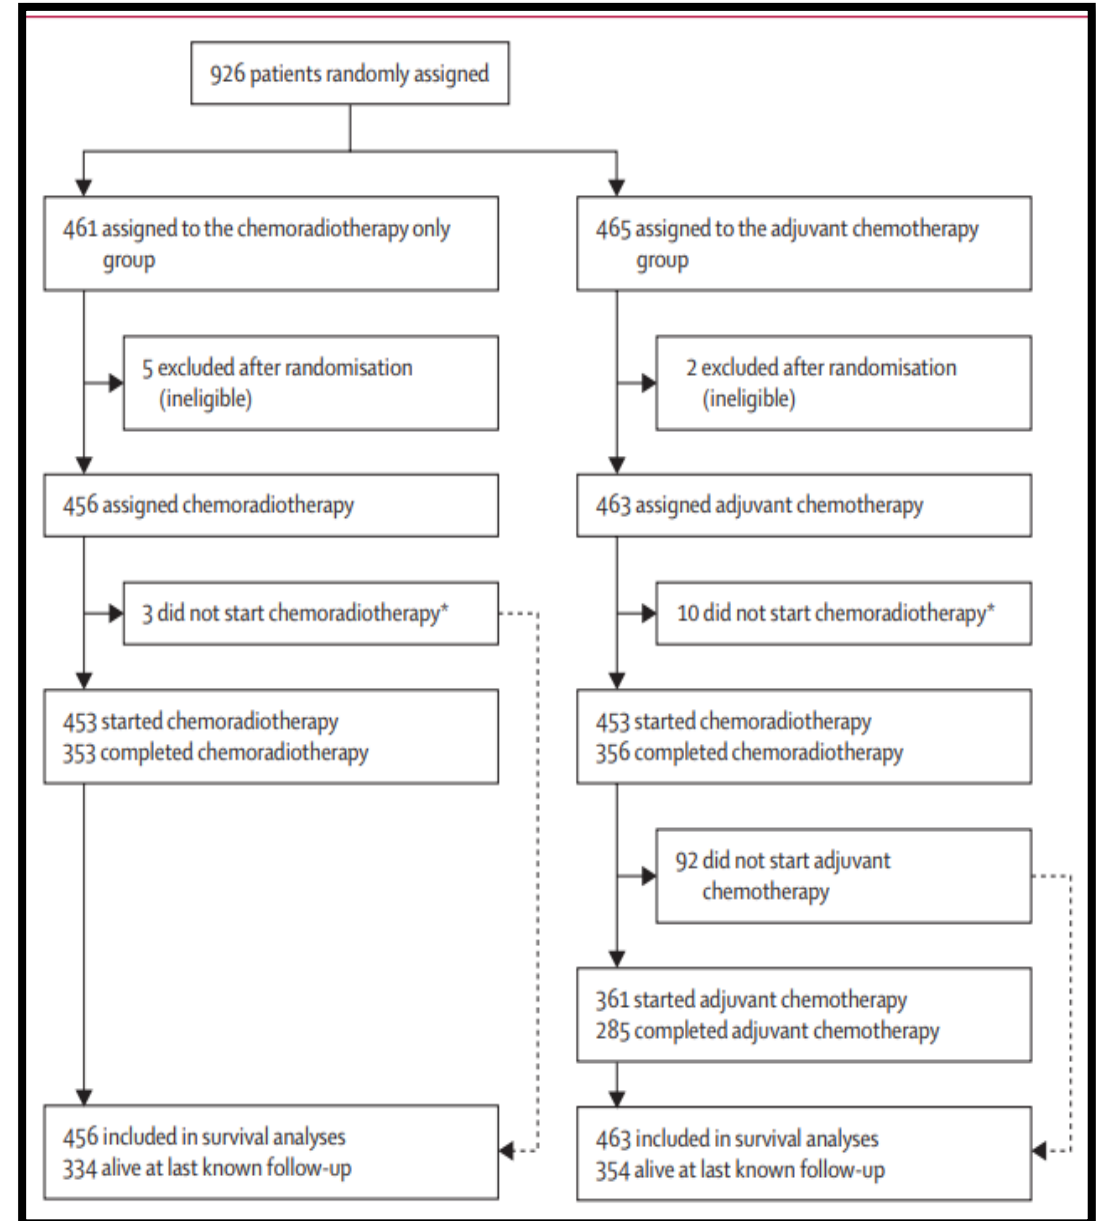 926 patients randomly assigned
461 assigned to the chemoradiotherapy only
group
465 assigned to the adjuvant chemotherapy
group
5 excluded after randomisation
(ineligible)
2 excluded after randomisation
(ineligible)
456 assigned chemoradiotherapy
463 assigned adjuvant chemotherapy
3 did not start chemoradiotherapy*
10 did not start chemoradiotherapy*
453 started chemoradiotherapy
353 completed chemoradiotherapy
453 started chemoradiotherapy
356 completed chemoradiotherapy
92 did not start adjuvant
chemotherapy
361 started adjuvant chemotherapy
285 completed adjuvant chemotherapy
456 included in survival analyses
334 alive at last known follow-up
463 included in survival analyses
354 alive at last known follow-up